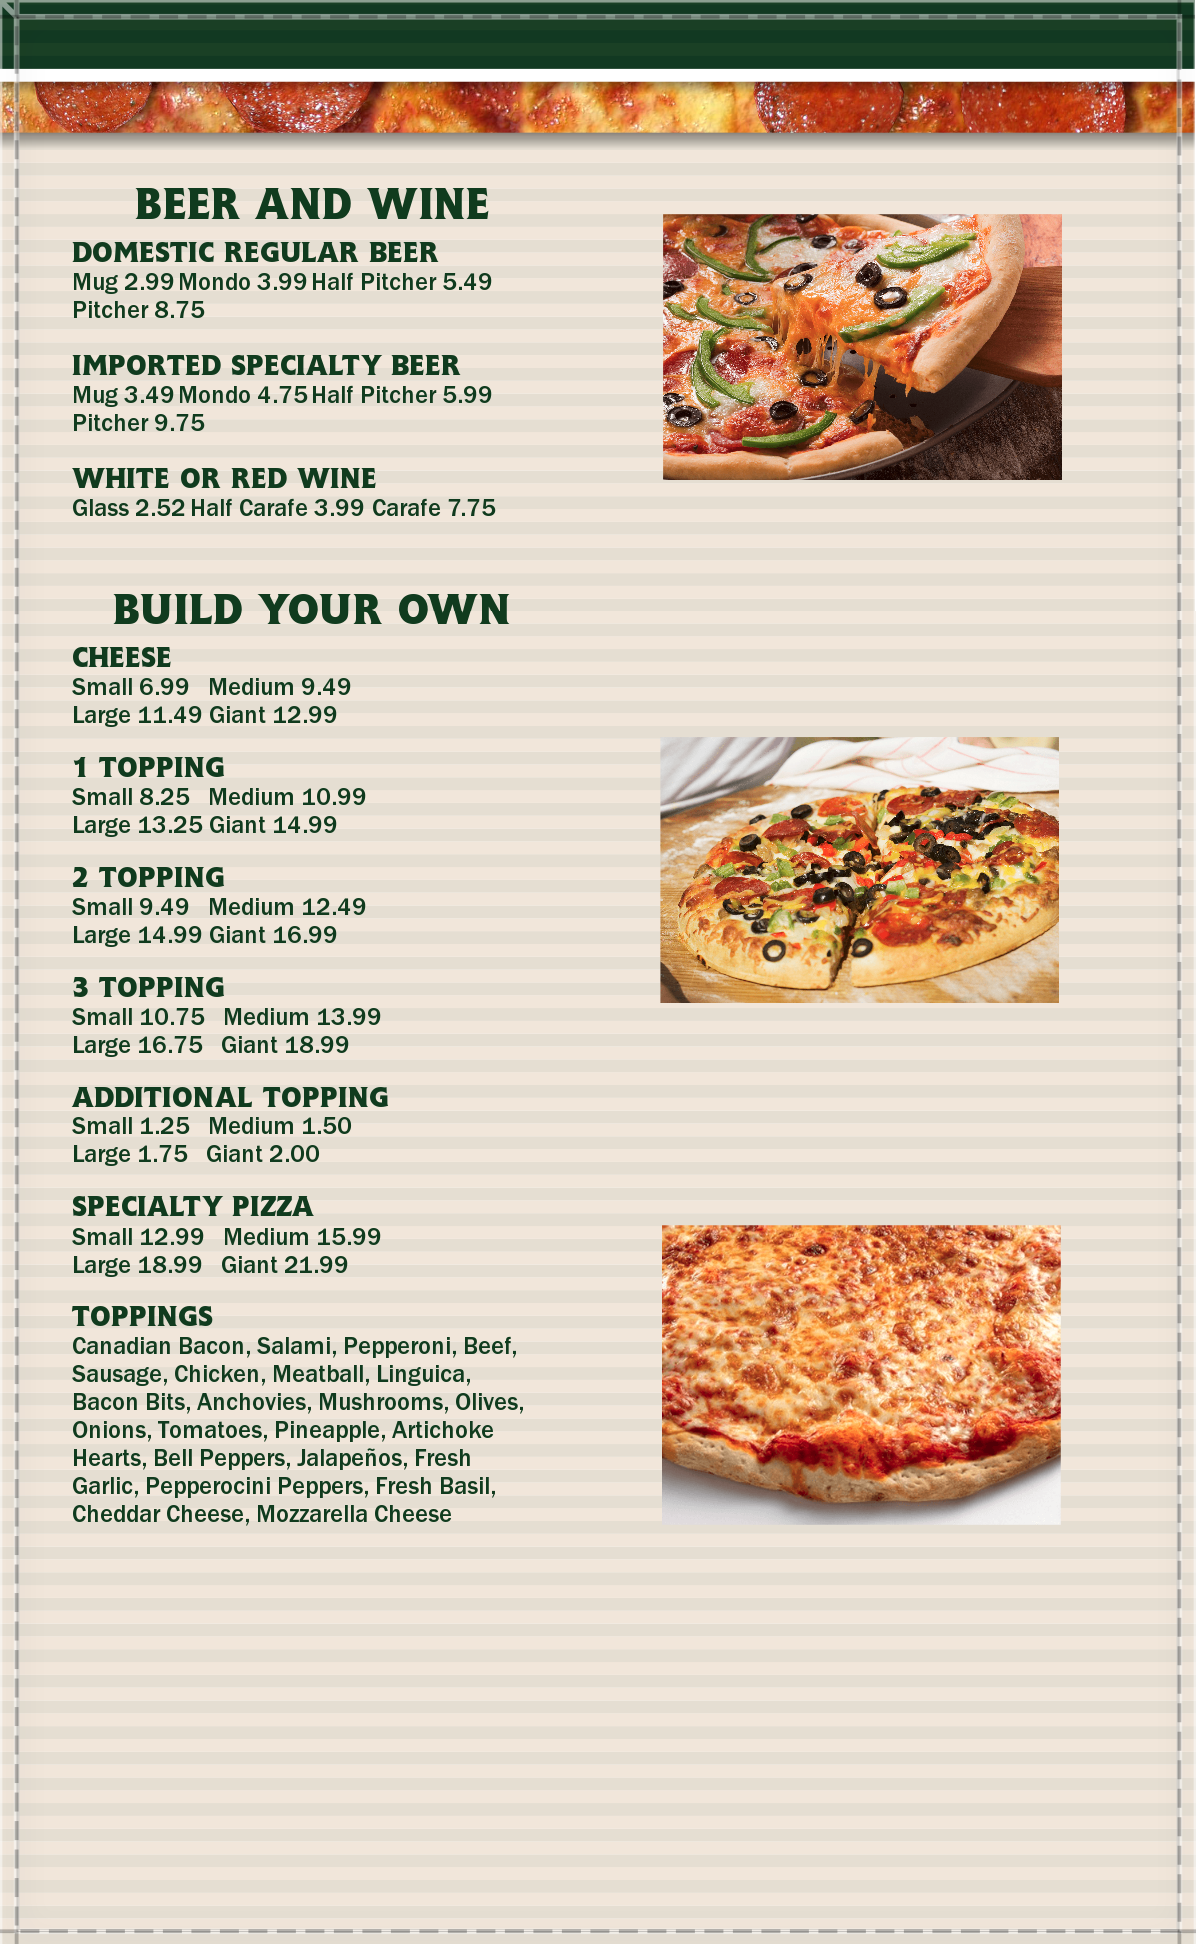 BEER AND WINE
DOMESTIC REGULAR BEER
Mug 2.99 Mondo 3.99 Half Pitcher 5.49
Pitcher 8.75
IMPORTED SPECIALTY BEER
Mug 3.49 Mondo 4.75 Half Pitcher 5.99
Pitcher 9.75
WHITE OR RED WINE
Glass 2.52 Half Carafe 3.99 Carafe 7.75
BUILD YOUR OWN
CHEESE
Small 6.99 Medium 9.49
Large 11.49 Giant 12.99
1 TOPPING
Small 8.25 Medium 10.99
Large 13.25 Giant 14.99
2 TOPPING
Small 9.49 Medium 12.49
Large 14.99 Giant 16.99
3 TOPPING
Small 10.75 Medium 13.99
Large 16.75 Giant 18.99
ADDITIONAL TOPPING
Small 1.25 Medium 1.50
Large 1.75 Giant 2.00
SPECIALTY PIZZA
Small 12.99 Medium 15.99
Large 18.99 Giant 21.99
TOPPINGS
Canadian Bacon, Salami, Pepperoni, Beef,
Sausage, Chicken, Meatball, Linguica,
Bacon Bits, Anchovies, Mushrooms, Olives,
Onions, Tomatoes, Pineapple, Artichoke
Hearts, Bell Peppers, Jalapeños, Fresh
Garlic, Pepperocini Peppers, Fresh Basil,
Cheddar Cheese, Mozzarella Cheese